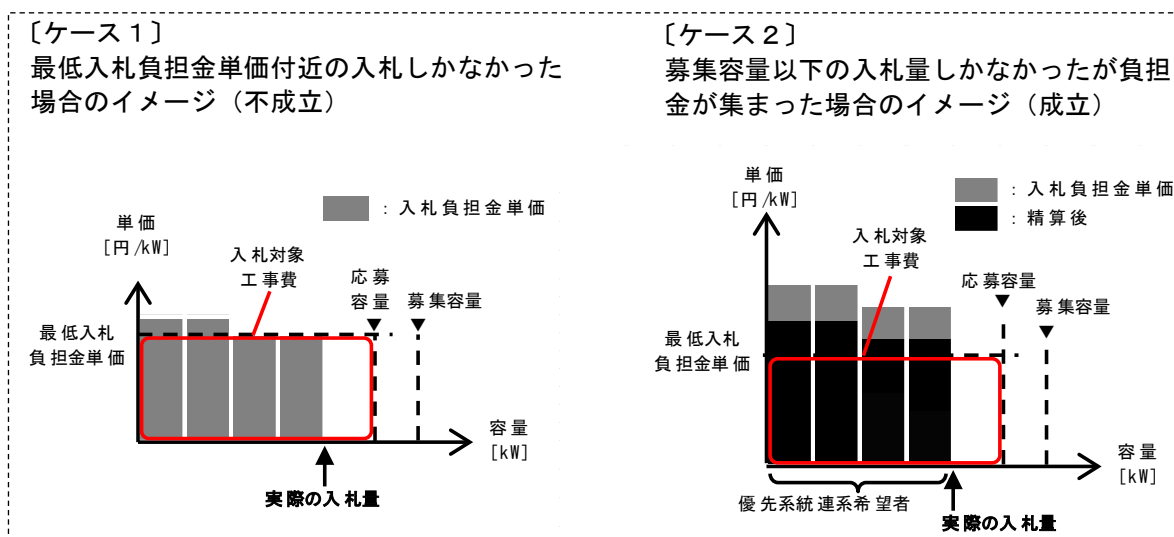 〔ケース１〕
最低入札負担金単価付近の入札しかなかった
場合のイメージ（不成立）
：入札負担金単価
単価
[円/kW]
入札対象
工事費
応募
容量
募集容量
最低入札
負担金単価
容量
[kW]
実際の入札量
〔ケース２〕
募集容量以下の入札量しかなかったが負担
金が集まった場合のイメージ（成立）
単価
[円/kW]
：入札負担金単価
：精算後
入札対象
工事費
応募容量
募集容量
最低入札
負担金単価
容量
[kW]
優先系統連系希望者
実際の入札量